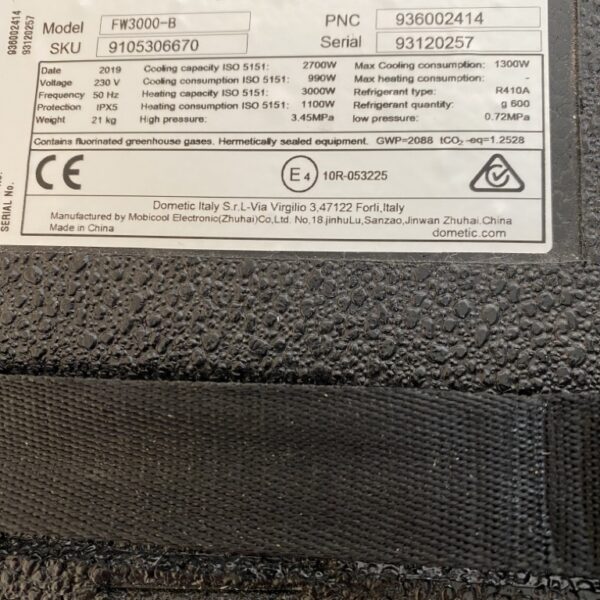 936002414
93120257
SERIAL No.
Model FW3000-B PNC 936002414
SKU 9105306670 Serial 93120257
Date 2019 Cooling capacity ISO 5151: 2700W Max Cooling consumption: 1300W
Voltage 230 V Cooling consumption ISO 5151: 990W Max heating consumption: -
Frequency 50 Hz Heating capacity ISO 5151: 3000W Refrigerant type: R410A
Protection IPX5 Heating consumption ISO 5151: 1100W Refrigerant quantity: g 600
Weight 21 kg High pressure: 3.45MPa low pressure: 0.72MPa
Contains fluorinated greenhouse gases. Hermetically sealed equipment. GWP=2088 tCO2-eq=1.2528
CE E4 10R-053225
Dometic Italy S.r.L-Via Virgilio 3,47122 Forli,Italy
Manufactured by Mobicool Electronic(Zhuhai)Co,Ltd. No,18.jinhuLu,Sanzao,Jinwan Zhuhai.China
Made in China dometic.com